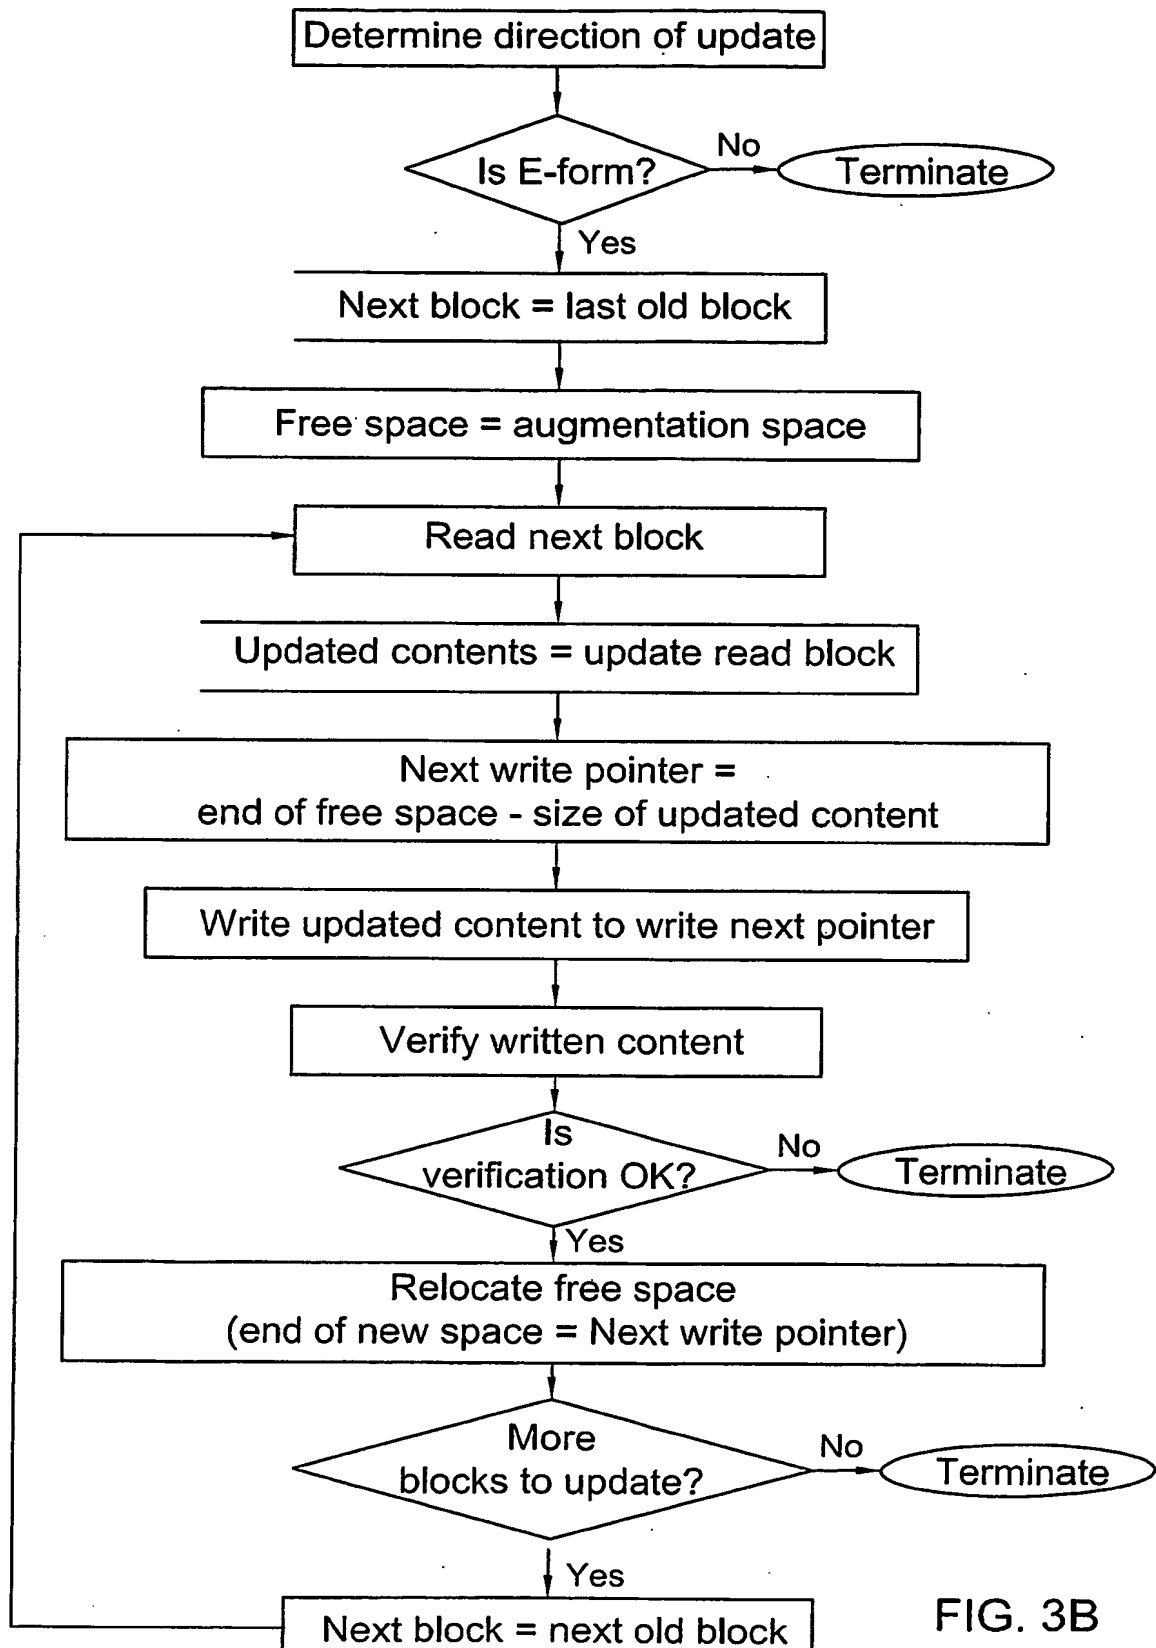 Determine direction of update
Is E-form?
No
Terminate
Yes
Next block = last old block
Free space = augmentation space
Read next block
Updated contents = update read block
Next write pointer =
end of free space - size of updated content
Write updated content to write next pointer
Verify written content
Is
verification OK?
No
Terminate
Yes
Relocate free space
(end of new space = Next write pointer)
More
blocks to update?
No
Terminate
Yes
Next block = next old block
FIG. 3B